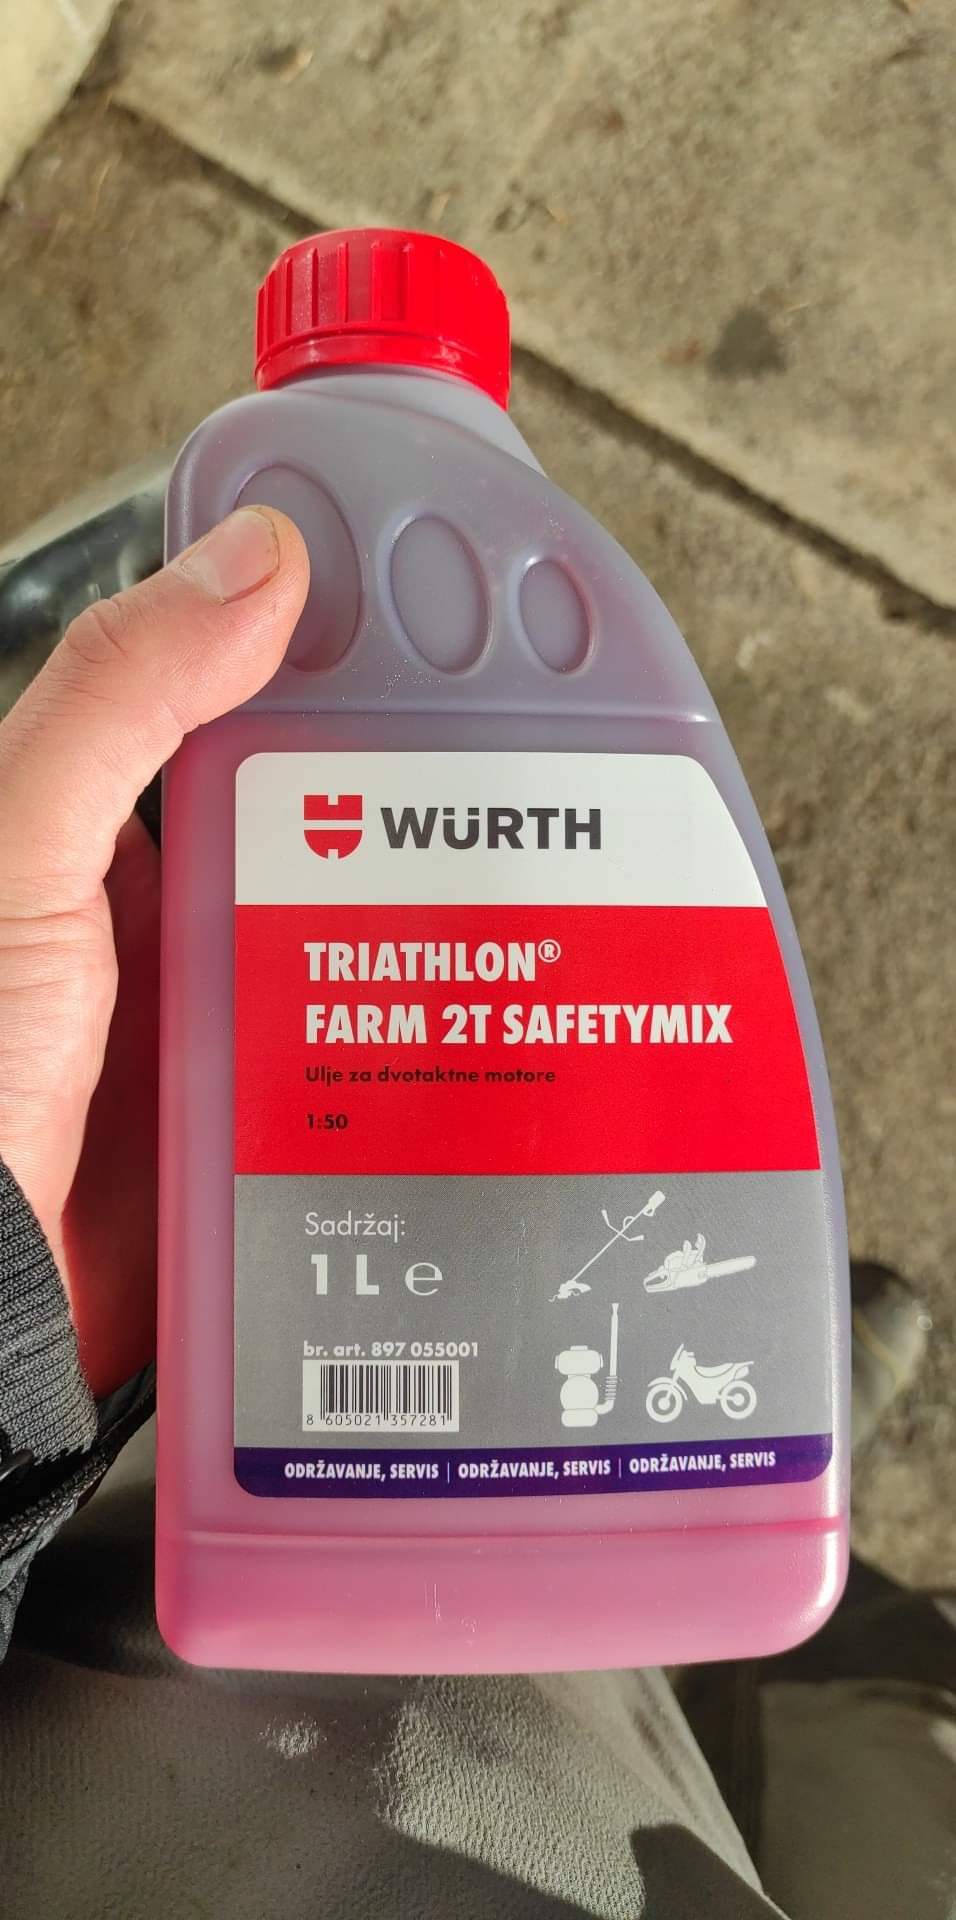 WÜRTH
TRIATHLON®
FARM 2T SAFETYMIX
Ulje za dvotaktne motore
1:50
Sadržaj:
1 L ℮
br. art. 897 055001
8 605021 357281
ODRŽAVANJE, SERVIS | ODRŽAVANJE, SERVIS | ODRŽAVANJE, SERVIS